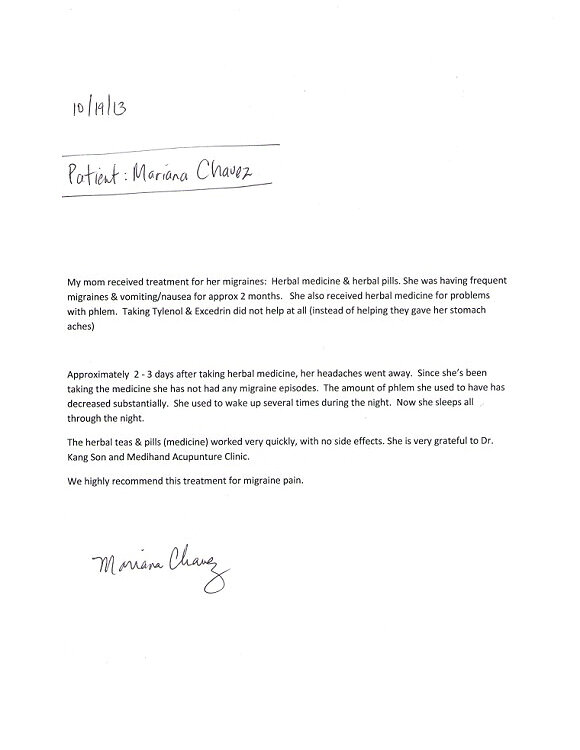 10/19/13
Patient: Mariana Chavez
My mom received treatment for her migraines: Herbal medicine & herbal pills. She was having frequent
migraines & vomiting/nausea for approx 2 months. She also received herbal medicine for problems
with phlem. Taking Tylenol & Excedrin did not help at all (instead of helping they gave her stomach
aches)
Approximately 2 - 3 days after taking herbal medicine, her headaches went away. Since she's been
taking the medicine she has not had any migraine episodes. The amount of phlem she used to have has
decreased substantially. She used to wake up several times during the night. Now she sleeps all
through the night.
The herbal teas & pills (medicine) worked very quickly, with no side effects. She is very grateful to Dr.
Kang Son and Medihand Acupunture Clinic.
We highly recommend this treatment for migraine pain.
Mariana Chavez